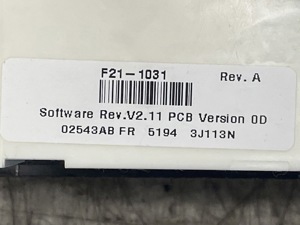 F21-1031 Rev. A
Software Rev.V2.11 PCB Version 0D
02543AB FR 5194 3J113N